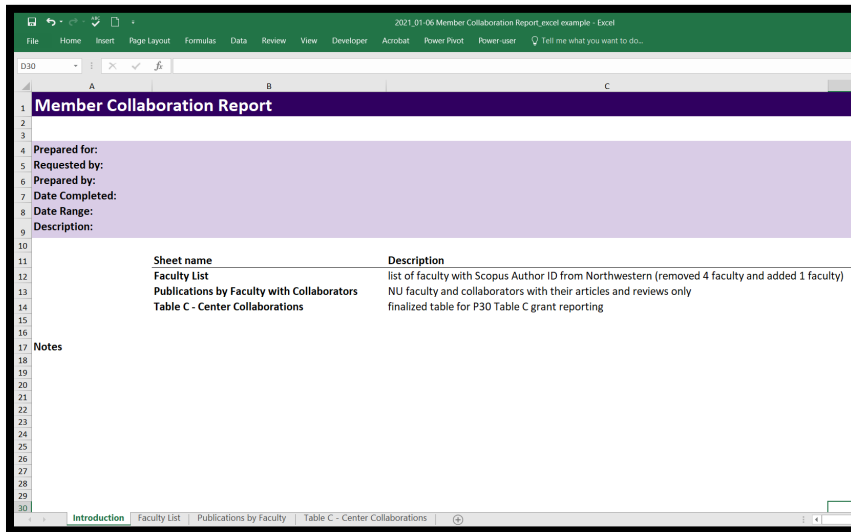 ABC
2021_01-06 Member Collaboration Report_excel example - Excel
File Home Insert Page Layout Formulas Data Review View Developer Acrobat Power Pivot Power-user Tell me what you want to do...
D30 fx
A B C
1 Member Collaboration Report
2
3
4 Prepared for:
5 Requested by:
6 Prepared by:
7 Date Completed:
8 Date Range:
9 Description:
10
11 Sheet name Description
12 Faculty List list of faculty with Scopus Author ID from Northwestern (removed 4 faculty and added 1 faculty)
13 Publications by Faculty with Collaborators NU faculty and collaborators with their articles and reviews only
14 Table C - Center Collaborations finalized table for P30 Table C grant reporting
15
16
17 Notes
18
19
20
21
22
23
24
25
26
27
28
29
30
Introduction Faculty List Publications by Faculty Table C - Center Collaborations